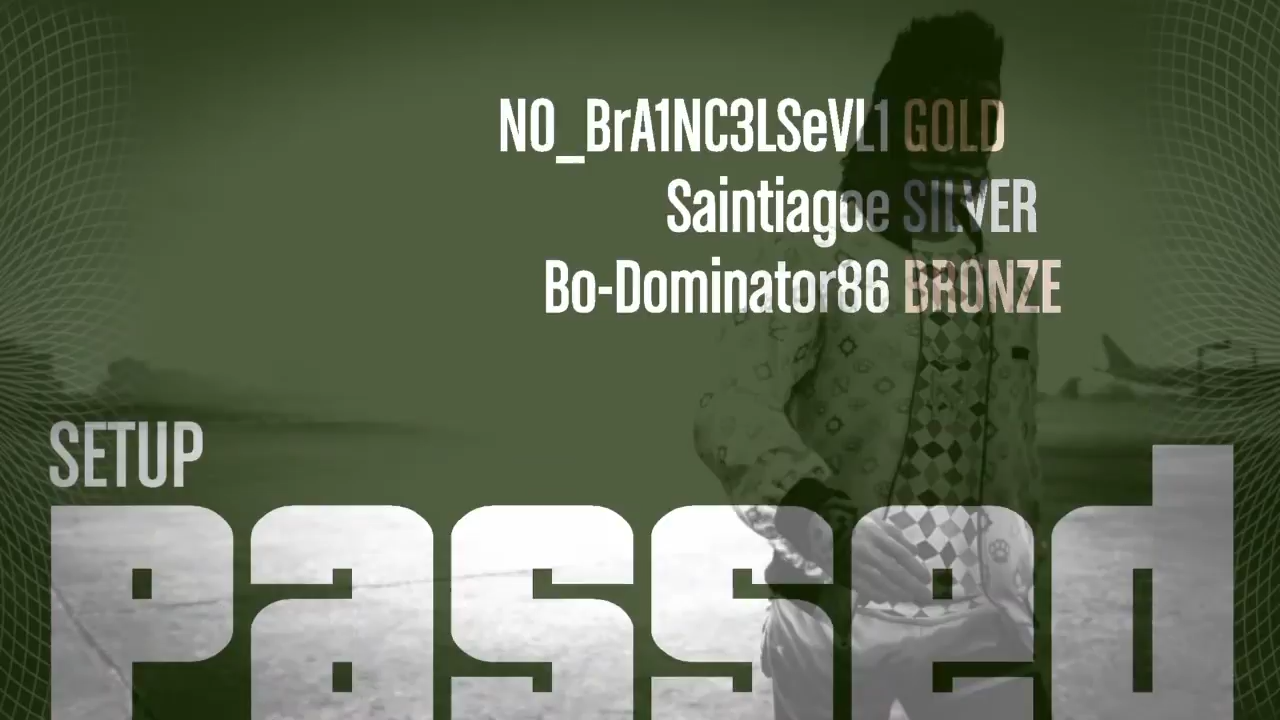 NO_BrA1NC3LSeVL1 GOLD
Saintiagoe SILVER
Bo-Dominator86 BRONZE
SETUP
Passed